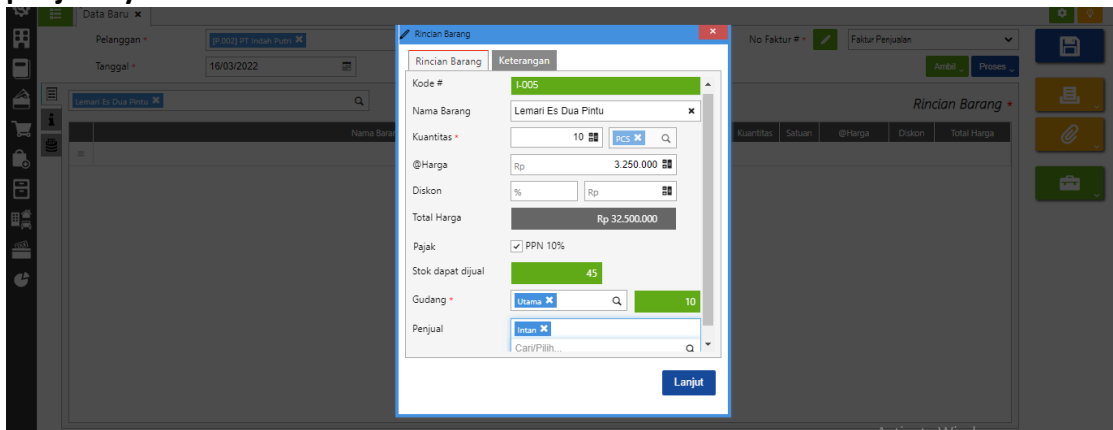 Data Baru ×
Pelanggan *
[P.002] PT Indah Putri ×
No Faktur # *
Faktur Penjualan
Tanggal *
16/03/2022
Ambil
Proses
Lemari Es Dua Pintu ×
Rincian Barang *
Nama Baran
Kuantitas
Satuan
@Harga
Diskon
Total Harga
Rincian Barang
Rincian Barang
Keterangan
Kode #
I-005
Nama Barang
Lemari Es Dua Pintu ×
Kuantitas *
10
PCS ×
@Harga
Rp 3.250.000
Diskon
%
Rp
Total Harga
Rp 32.500.000
Pajak
PPN 10%
Stok dapat dijual
45
Gudang *
Utama ×
10
Penjual
Intan ×
Cari/Pilih...
Lanjut